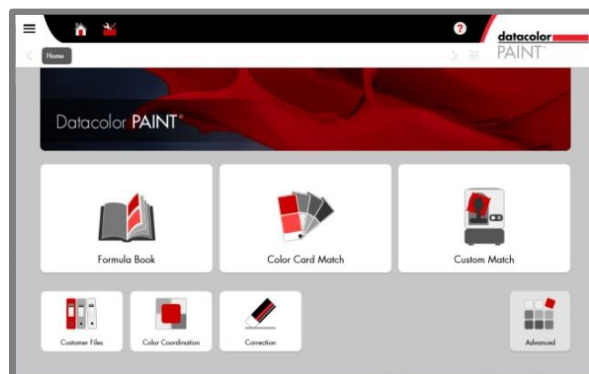 ?
datacolor
PAINT
Home
Datacolor PAINT®
Formula Book
Color Card Match
Custom Match
Customer Files
Color Coordination
Correction
Advanced